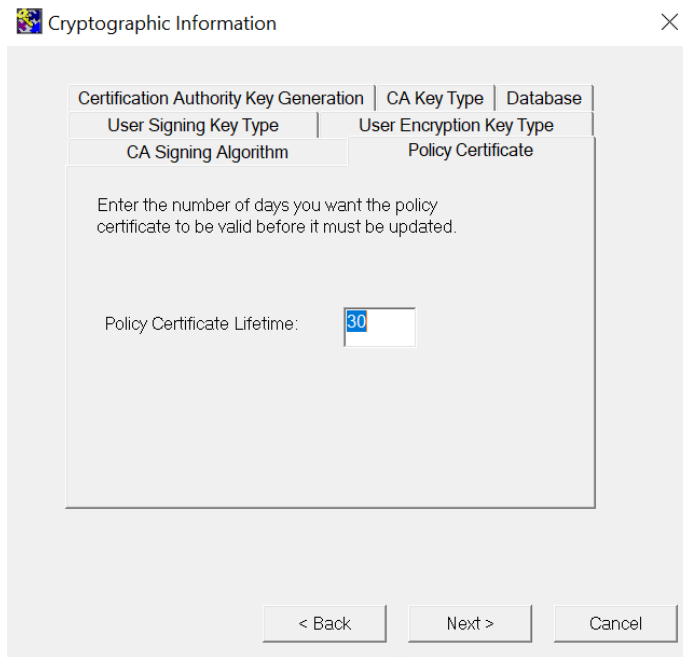 Cryptographic Information
Certification Authority Key Generation
CA Key Type
Database
User Signing Key Type
User Encryption Key Type
CA Signing Algorithm
Policy Certificate
Enter the number of days you want the policy
certificate to be valid before it must be updated.
Policy Certificate Lifetime:
30
< Back
Next >
Cancel